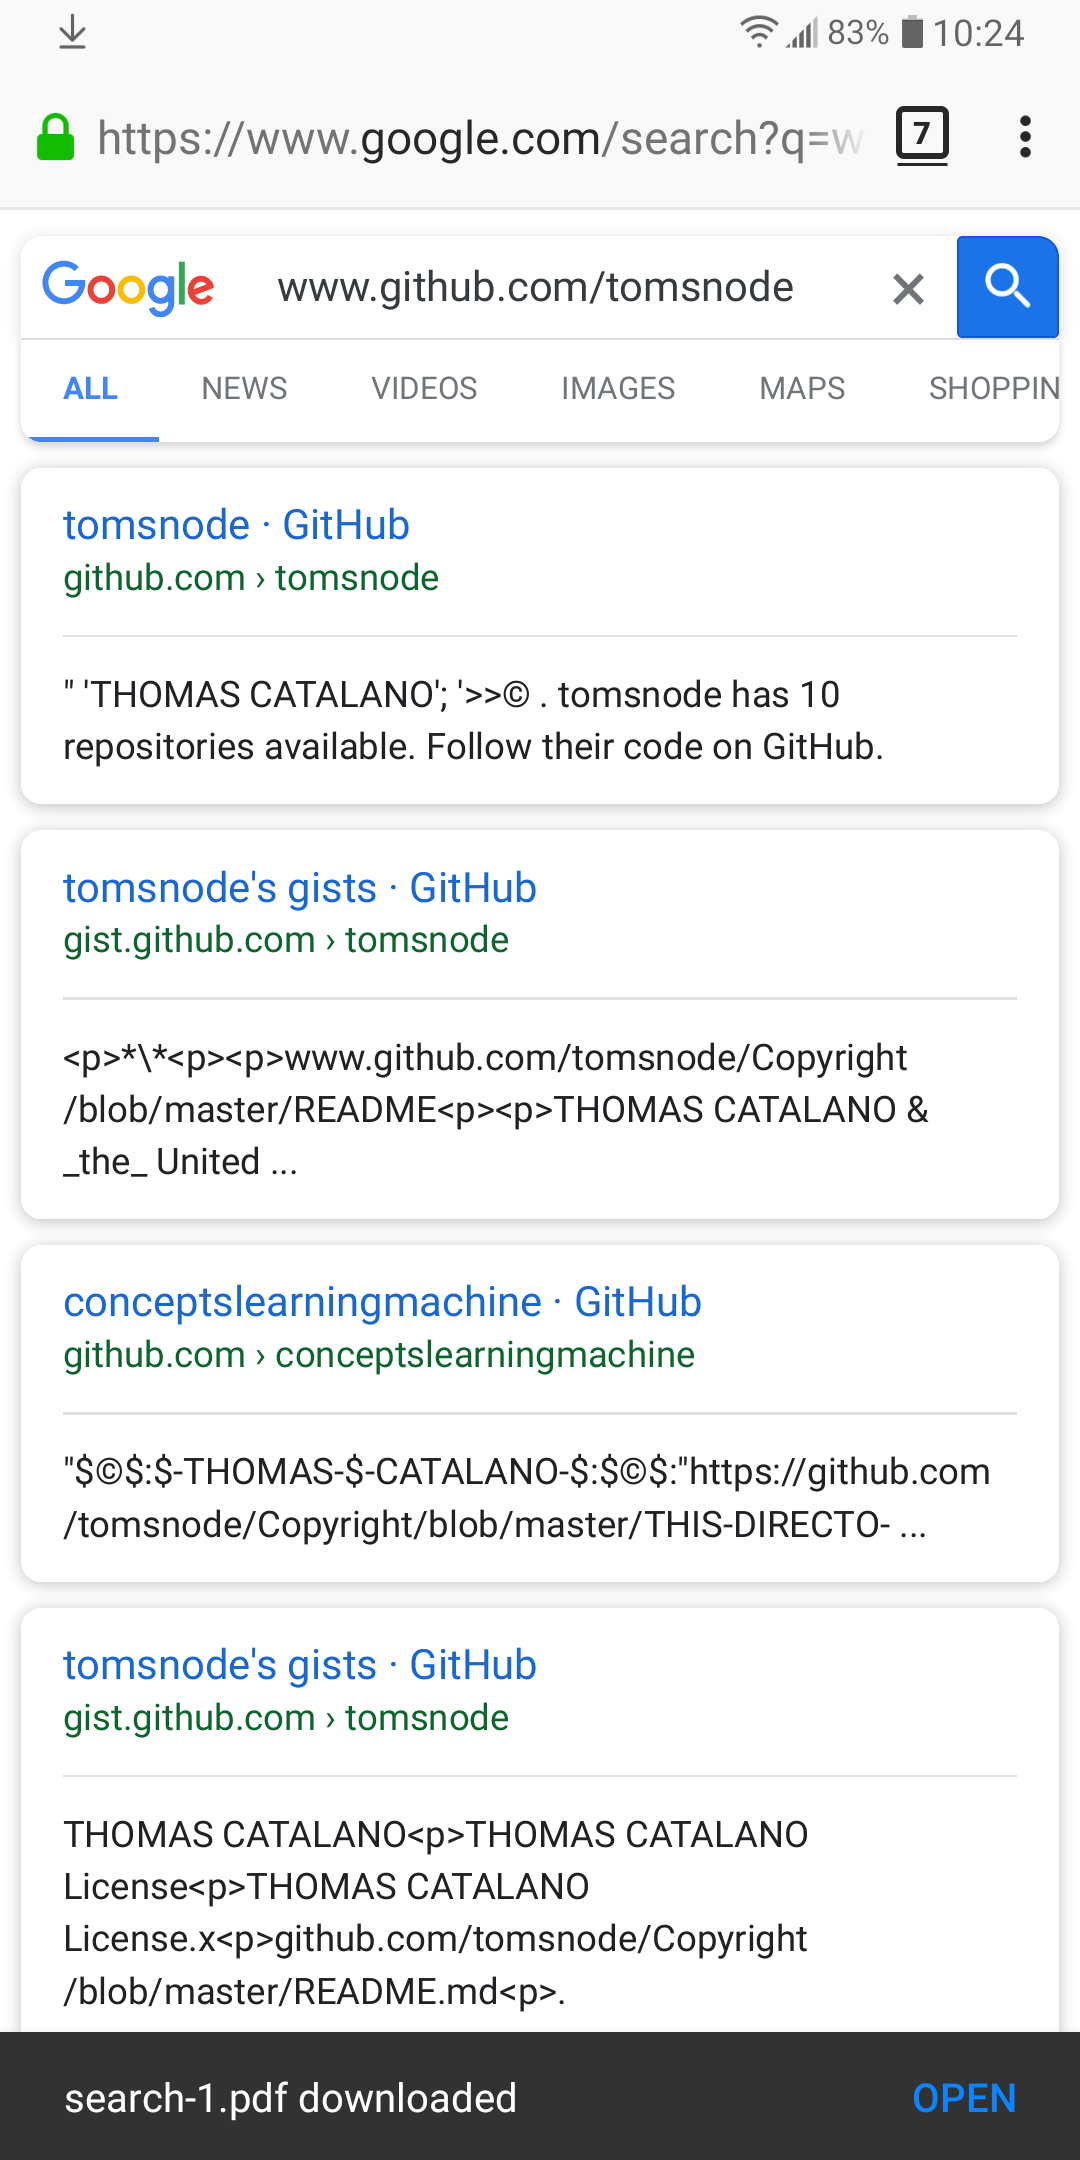 83% 10:24
https://www.google.com/search?q=w 7
Google www.github.com/tomsnode
ALL NEWS VIDEOS IMAGES MAPS SHOPPIN
tomsnode · GitHub
github.com › tomsnode
" 'THOMAS CATALANO'; '>>© . tomsnode has 10
repositories available. Follow their code on GitHub.
tomsnode's gists · GitHub
gist.github.com › tomsnode
<p>*\*<p><p>www.github.com/tomsnode/Copyright
/blob/master/README<p><p>THOMAS CATALANO &
_the_ United ...
conceptslearningmachine · GitHub
github.com › conceptslearningmachine
"$©$:$-THOMAS-$-CATALANO-$:$©$:"https://github.com
/tomsnode/Copyright/blob/master/THIS-DIRECTO- ...
tomsnode's gists · GitHub
gist.github.com › tomsnode
THOMAS CATALANO<p>THOMAS CATALANO
License<p>THOMAS CATALANO
License.x<p>github.com/tomsnode/Copyright
/blob/master/README.md<p>.
search-1.pdf downloaded OPEN